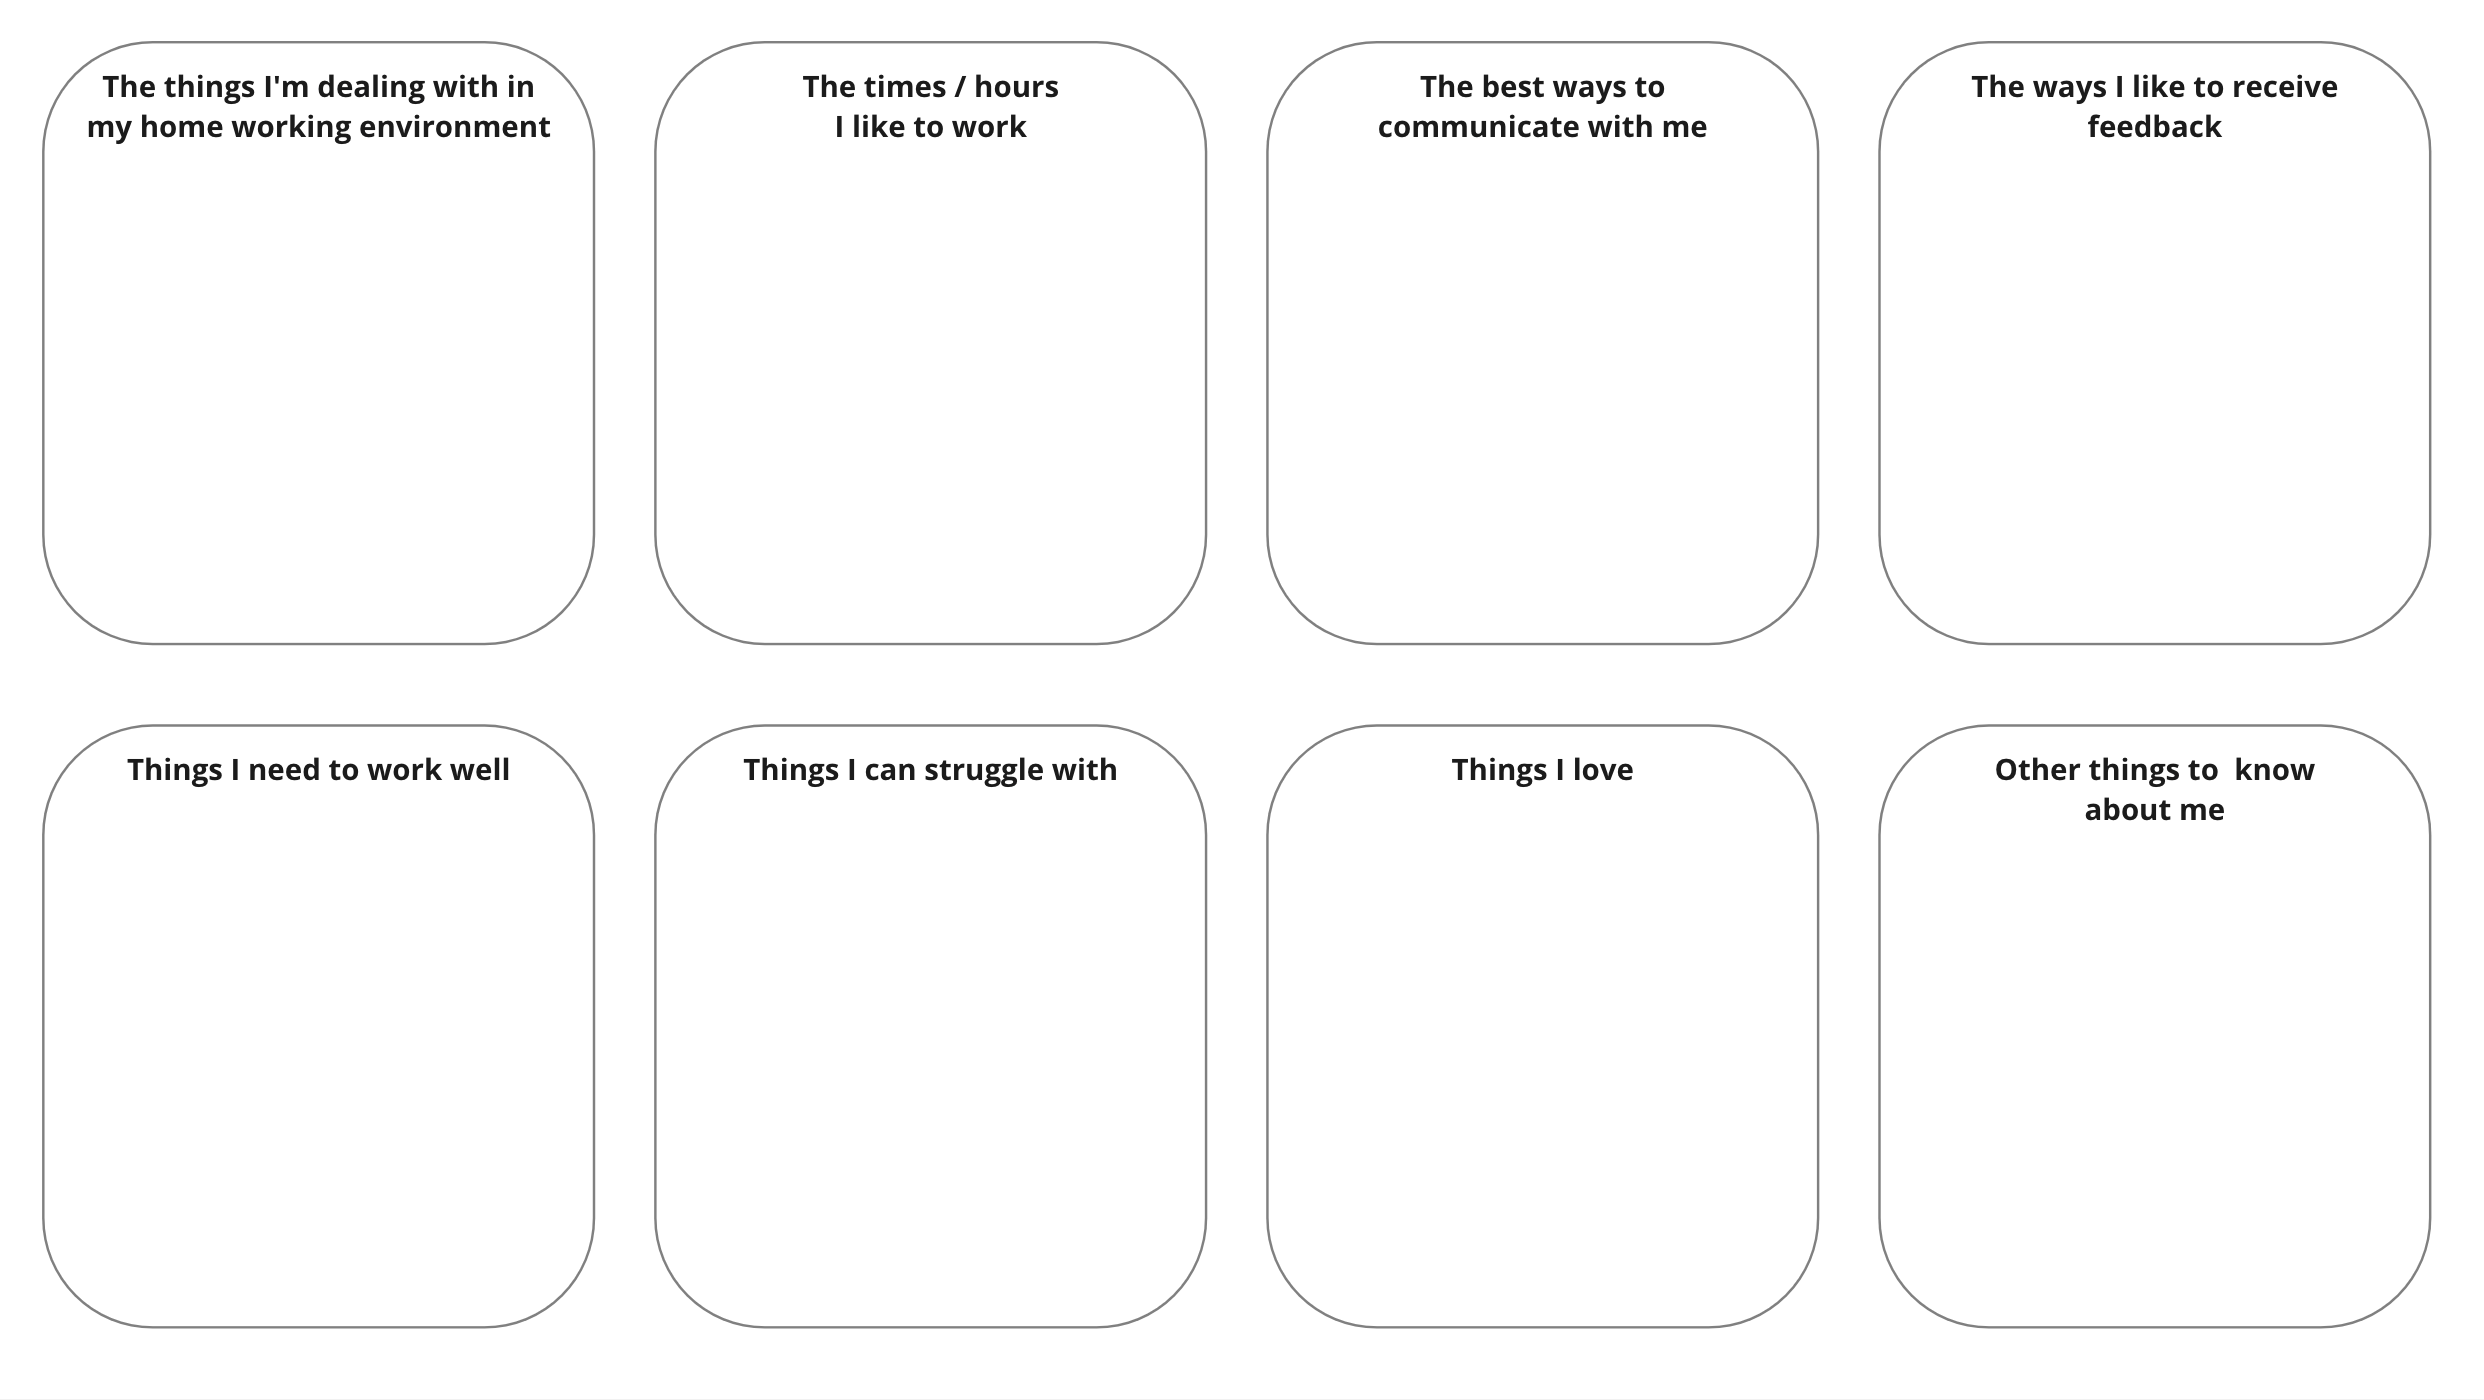 The things I'm dealing with in
my home working environment
The times / hours
I like to work
The best ways to
communicate with me
The ways I like to receive
feedback
Things I need to work well
Things I can struggle with
Things I love
Other things to  know
about me